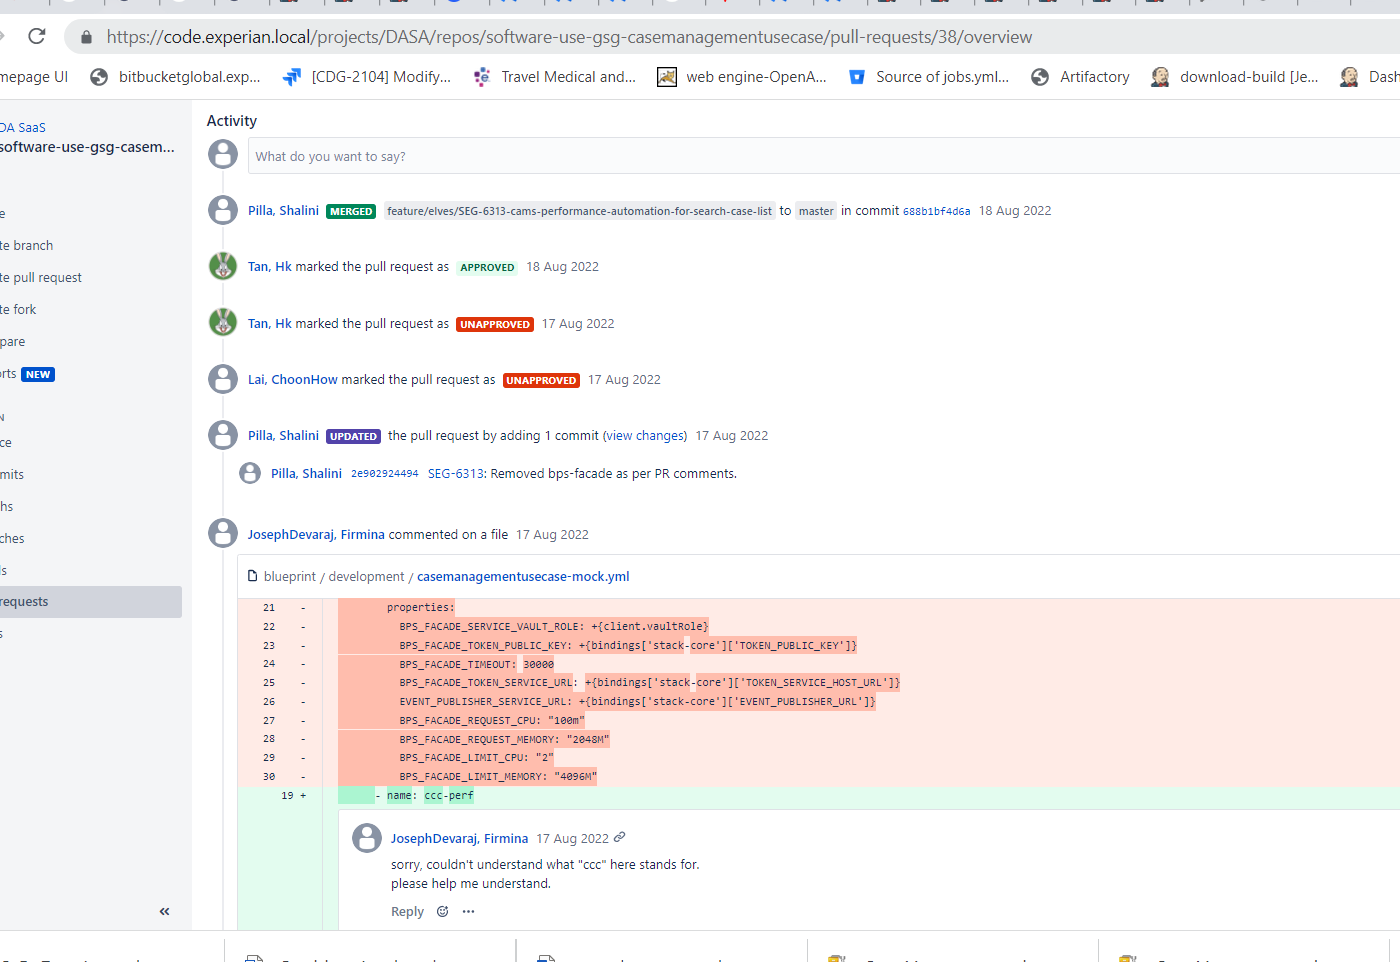 https://code.experian.local/projects/DASA/repos/software-use-gsg-casemanagementusecase/pull-requests/38/overview
mepage UI
bitbucketglobal.exp...
[CDG-2104] Modify...
Travel Medical and...
web engine-OpenA...
Source of jobs.yml...
Artifactory
download-build [Je...
Dash
DA SaaS
software-use-gsg-casem...
e
te branch
te pull request
te fork
pare
orts NEW
N
ce
mits
hs
ches
ls
requests
s
Activity
What do you want to say?
Pilla, Shalini MERGED feature/elves/SEG-6313-cams-performance-automation-for-search-case-list to master in commit 688b1bf4d6a 18 Aug 2022
Tan, Hk marked the pull request as APPROVED 18 Aug 2022
Tan, Hk marked the pull request as UNAPPROVED 17 Aug 2022
Lai, ChoonHow marked the pull request as UNAPPROVED 17 Aug 2022
Pilla, Shalini UPDATED the pull request by adding 1 commit (view changes) 17 Aug 2022
Pilla, Shalini 2e902924494 SEG-6313: Removed bps-facade as per PR comments.
JosephDevaraj, Firmina commented on a file 17 Aug 2022
blueprint / development / casemanagementusecase-mock.yml
21 - properties:
22 - BPS_FACADE_SERVICE_VAULT_ROLE: +{client.vaultRole}
23 - BPS_FACADE_TOKEN_PUBLIC_KEY: +{bindings['stack-core']['TOKEN_PUBLIC_KEY']}
24 - BPS_FACADE_TIMEOUT: 30000
25 - BPS_FACADE_TOKEN_SERVICE_URL: +{bindings['stack-core']['TOKEN_SERVICE_HOST_URL']}
26 - EVENT_PUBLISHER_SERVICE_URL: +{bindings['stack-core']['EVENT_PUBLISHER_URL']}
27 - BPS_FACADE_REQUEST_CPU: "100m"
28 - BPS_FACADE_REQUEST_MEMORY: "2048M"
29 - BPS_FACADE_LIMIT_CPU: "2"
30 - BPS_FACADE_LIMIT_MEMORY: "4096M"
19 + - name: ccc-perf
JosephDevaraj, Firmina 17 Aug 2022
sorry, couldn't understand what "ccc" here stands for.
please help me understand.
Reply